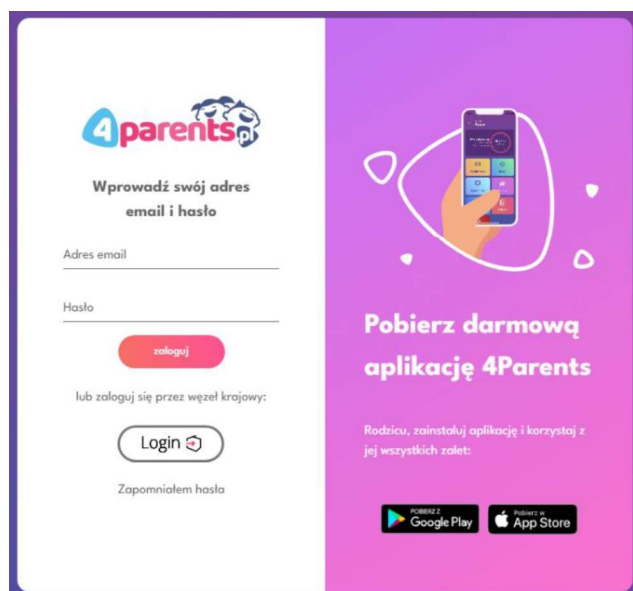 4parents.pl
Wprowadź swój adres
email i hasło
Adres email
Hasło
zaloguj
lub zaloguj się przez węzeł krajowy:
Login
Zapomniałem hasła
Pobierz darmową
aplikację 4Parents
Rodzicu, zainstaluj aplikację i korzystaj z
jej wszystkich zalet:
POBIERZ Z
Google Play
Pobierz w
App Store